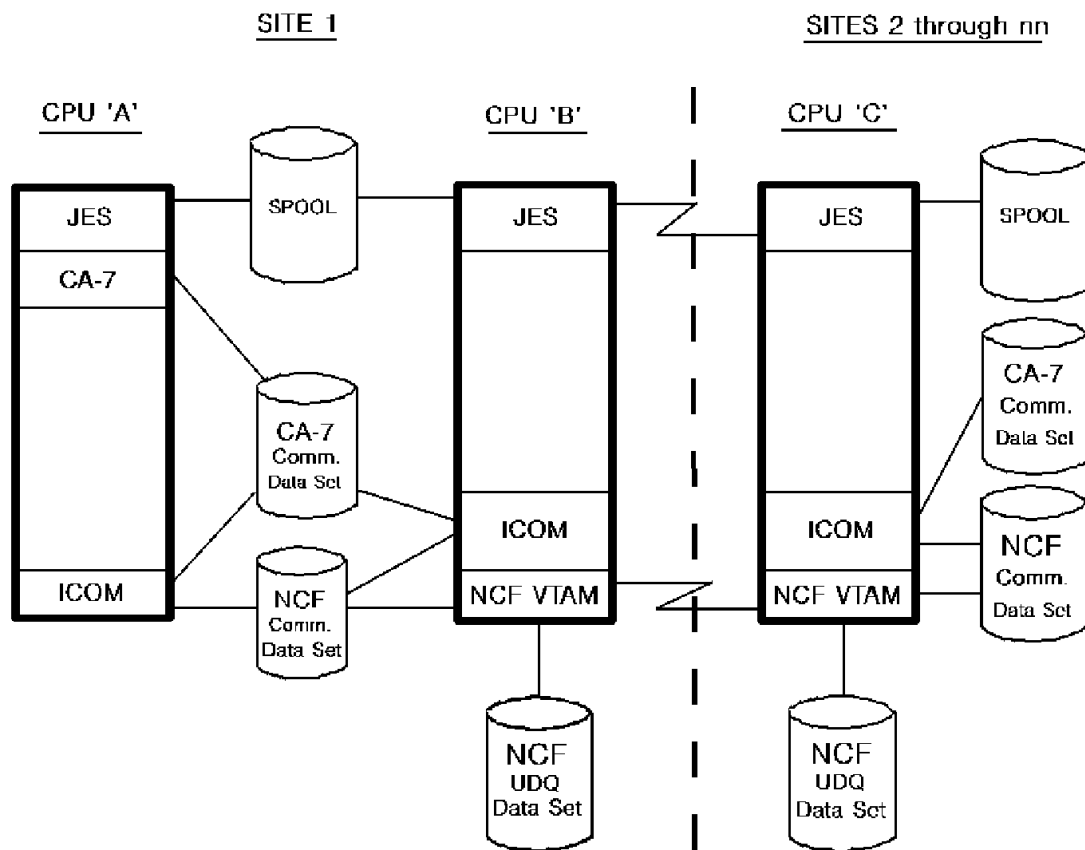 SITE 1
SITES 2 through nn
CPU 'A'
CPU 'B'
CPU 'C'
JES
SPOOL
JES
JES
SPOOL
CA-7
CA-7
Comm.
Data Set
CA-7
Comm.
Data Set
ICOM
ICOM
ICOM
NCF
Comm.
Data Set
NCF VTAM
NCF VTAM
NCF
Comm.
Data Set
NCF
UDQ
Data Set
NCF
UDQ
Data Set